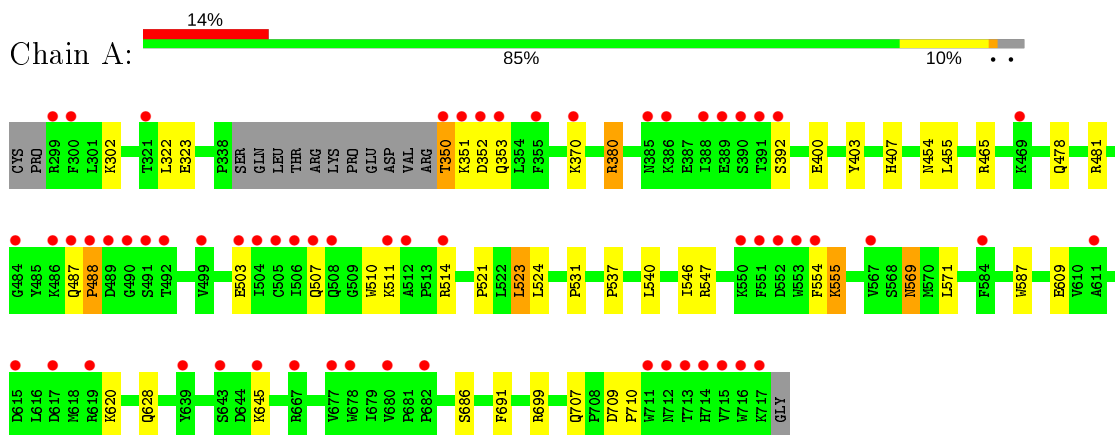 14%
Chain A:
85% 10% • •
CYS PRO R299 F300 L301 K302 T321 L322 E323 P338 SER GLN LEU THR ARG LYS PRO GLU ASP VAL ARG T350 K351 D352 Q353 L354 F355 K370 R380 N385 K386 E387 I388 E389 S390 T391 S392 E400 Y403 H407 N454 L455 R465 K469 Q478 R481
G484 Y485 K486 Q487 P488 D489 G490 S491 T492 V499 E503 I504 C505 I506 Q507 Q508 G509 W510 K511 A512 P513 R514 P521 L522 L523 L524 P531 P537 L540 I546 R547 K550 F551 D552 W553 F554 K555 V567 S568 N569 M570 L571 F584 W587 E609 V610 A611
D615 L616 D617 M618 R619 K620 Q628 Y639 S643 D644 K645 R667 V677 W678 I679 V680 P681 P682 S686 F691 R699 Q707 P708 D709 P710 W711 N712 T713 H714 V715 W716 K717 GLY